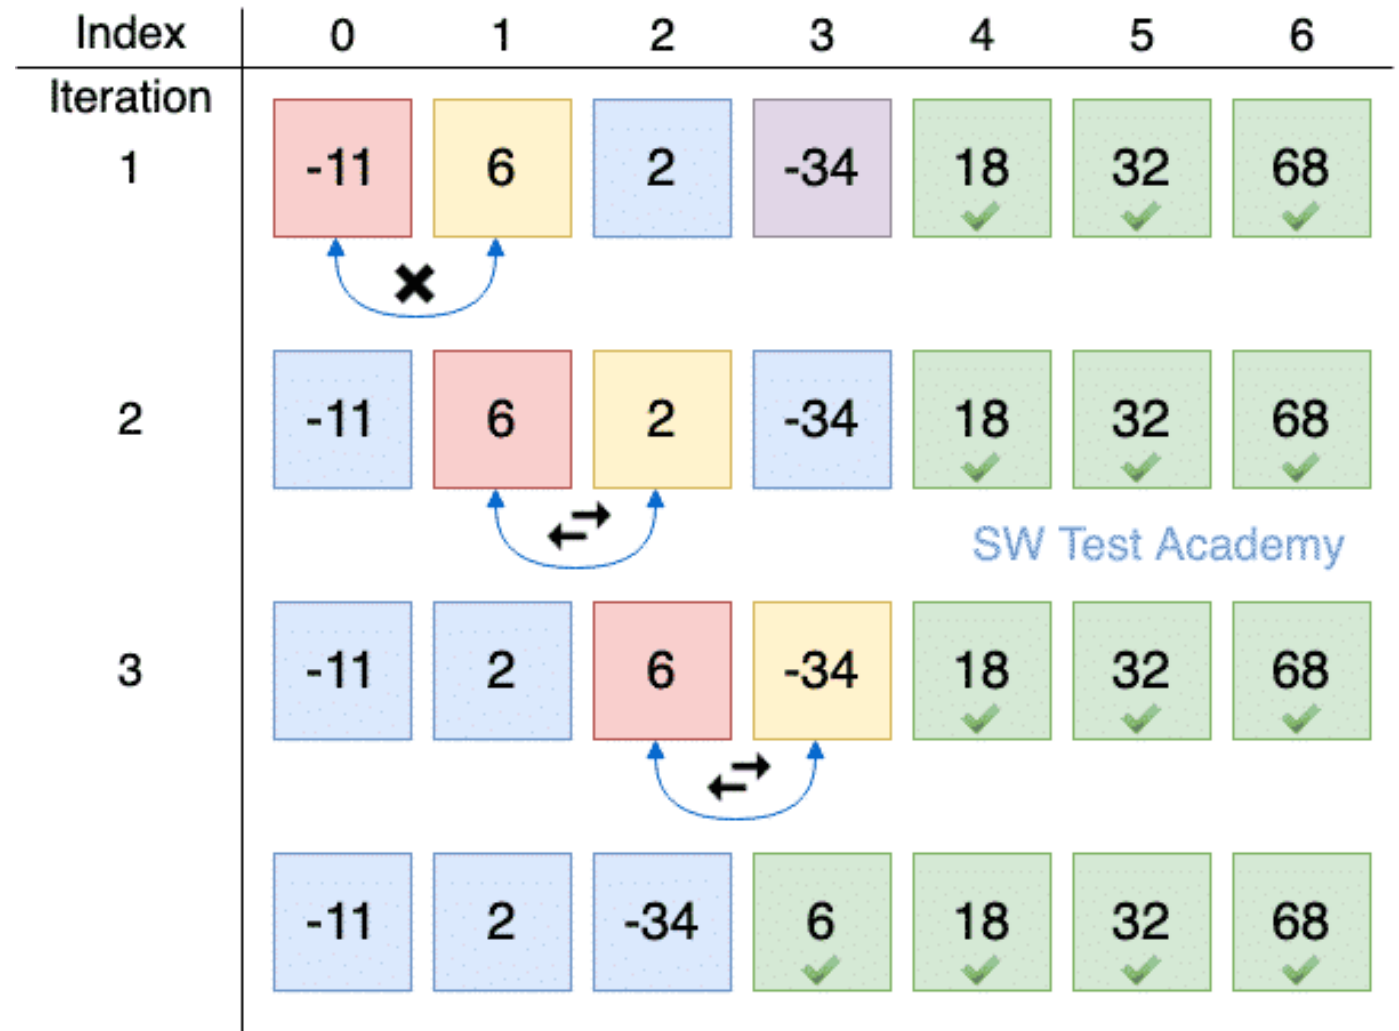 Index 0 1 2 3 4 5 6
Iteration
1 -11 6 2 -34 18 32 68
2 -11 6 2 -34 18 32 68
SW Test Academy
3 -11 2 6 -34 18 32 68
-11 2 -34 6 18 32 68